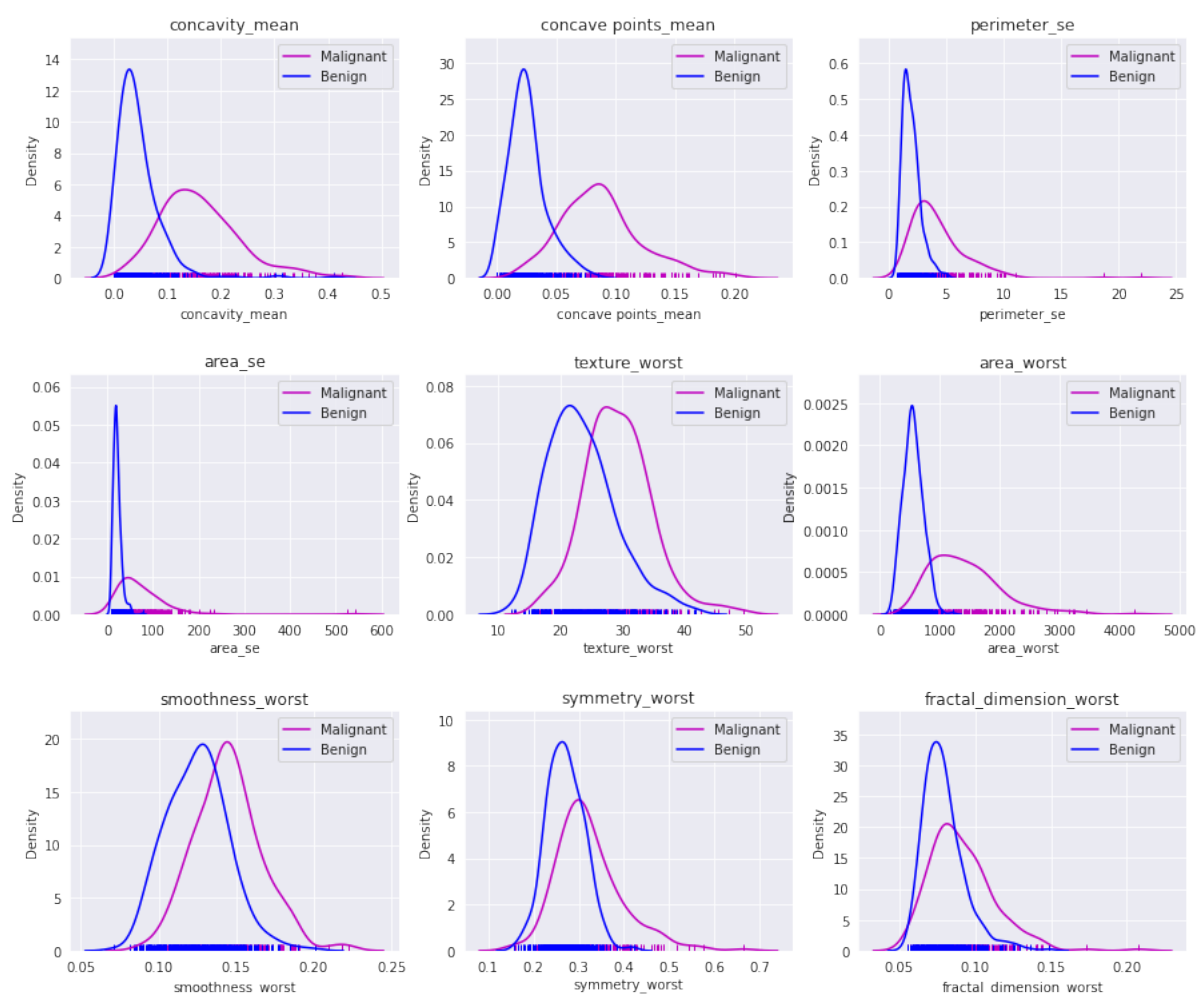 concavity_mean
Malignant
Benign
Density
14
12
10
8
6
4
2
0
0.0 0.1 0.2 0.3 0.4 0.5
concavity_mean
concave points_mean
Malignant
Benign
Density
30
25
20
15
10
5
0
0.00 0.05 0.10 0.15 0.20
concave points_mean
perimeter_se
Malignant
Benign
Density
0.6
0.5
0.4
0.3
0.2
0.1
0.0
0 5 10 15 20 25
perimeter_se
area_se
Malignant
Benign
Density
0.06
0.05
0.04
0.03
0.02
0.01
0.00
0 100 200 300 400 500 600
area_se
texture_worst
Malignant
Benign
Density
0.08
0.06
0.04
0.02
0.00
10 20 30 40 50
texture_worst
area_worst
Malignant
Benign
Density
0.0025
0.0020
0.0015
0.0010
0.0005
0.0000
0 1000 2000 3000 4000 5000
area_worst
smoothness_worst
Malignant
Benign
Density
20
15
10
5
0
0.05 0.10 0.15 0.20 0.25
smoothness_worst
symmetry_worst
Malignant
Benign
Density
10
8
6
4
2
0
0.1 0.2 0.3 0.4 0.5 0.6 0.7
symmetry_worst
fractal_dimension_worst
Malignant
Benign
Density
35
30
25
20
15
10
5
0
0.05 0.10 0.15 0.20
fractal_dimension_worst